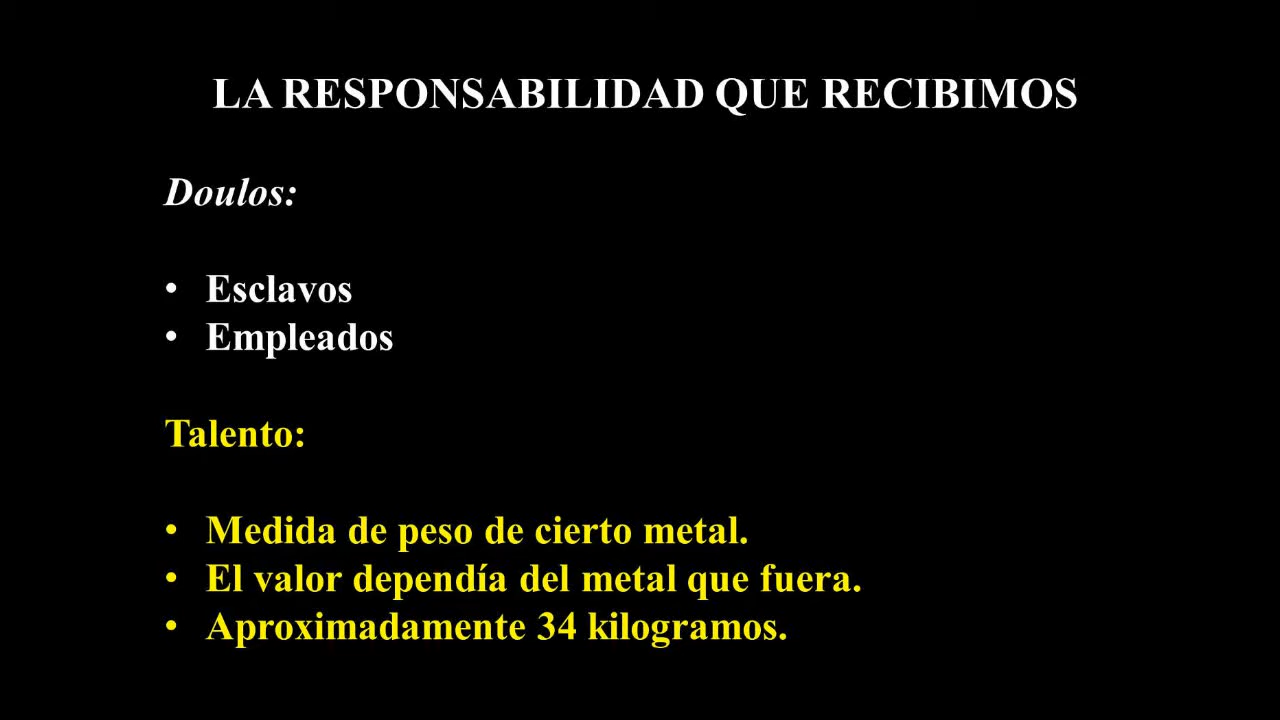 LA RESPONSABILIDAD QUE RECIBIMOS
Doulos:
• Esclavos
• Empleados
Talento:
• Medida de peso de cierto metal.
• El valor dependía del metal que fuera.
• Aproximadamente 34 kilogramos.